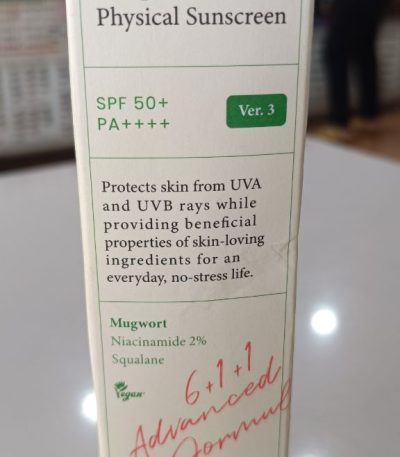 Physical Sunscreen
SPF 50+
PA++++
Ver. 3
Protects skin from UVA
and UVB rays while
providing beneficial
properties of skin-loving
ingredients for an
everyday, no-stress life.
Mugwort
Niacinamide 2%
Squalane
Vegan
6+1+1
Advanced